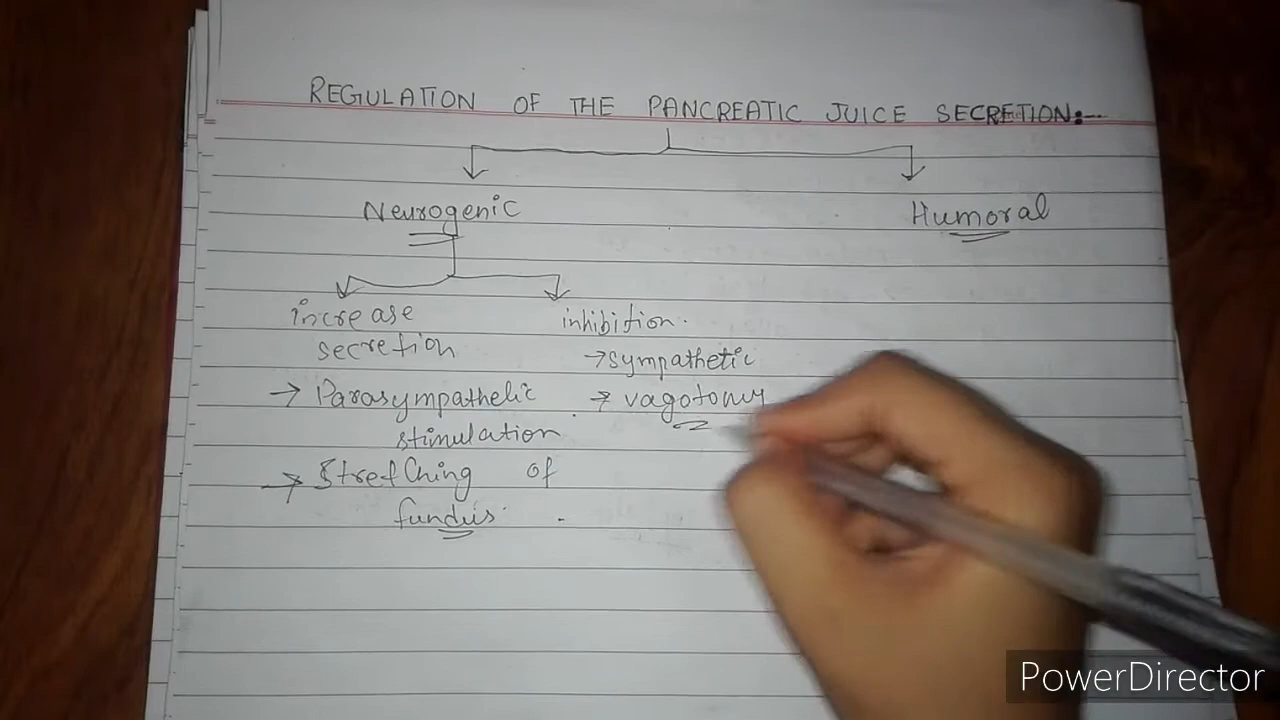 REGULATION OF THE PANCREATIC JUICE SECRETION:--
Neurogenic
Humoral
increase
secretion
→ Parasympathetic
stimulation
→ Stretching of
fundus.
inhibition.
→ sympathetic
→ vagotomy
PowerDirector